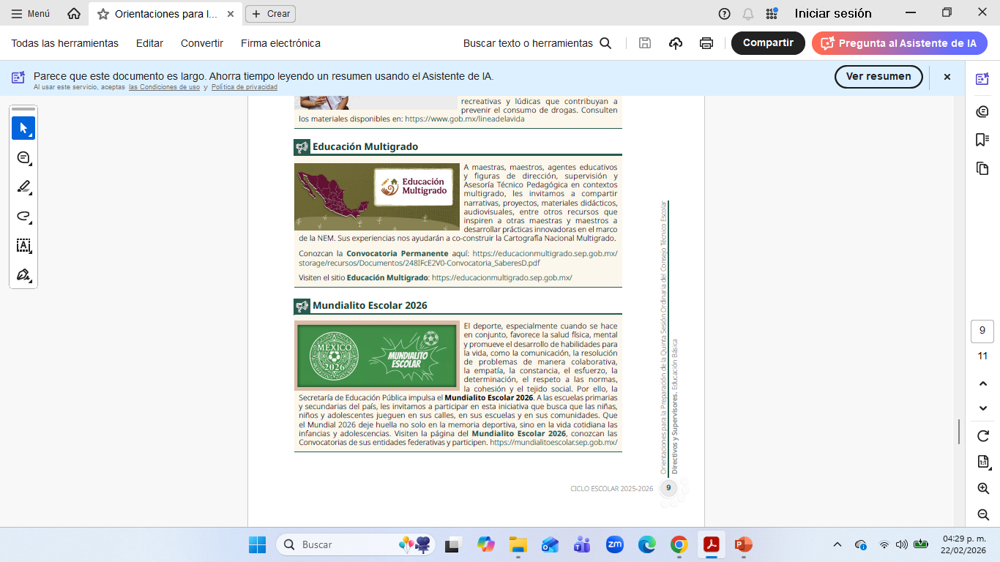 Menú
Orientaciones para l...
Crear
Iniciar sesión
Todas las herramientas
Editar
Convertir
Firma electrónica
Buscar texto o herramientas
Compartir
Pregunta al Asistente de IA
Parece que este documento es largo. Ahorra tiempo leyendo un resumen usando el Asistente de IA.
Al usar este servicio, aceptas las Condiciones de uso y Política de privacidad
Ver resumen
recreativas y lúdicas que contribuyan a
prevenir el consumo de drogas. Consulten
los materiales disponibles en: https://www.gob.mx/lineadelavida
Educación Multigrado
Educación
Multigrado
A maestras, maestros, agentes educativos
y figuras de dirección, supervisión y
Asesoría Técnico Pedagógica en contextos
multigrado, les invitamos a compartir
narrativas, proyectos, materiales didácticos,
audiovisuales, entre otros recursos que
inspiren a otras maestras y maestros a
desarrollar prácticas innovadoras en el marco
de la NEM. Sus experiencias nos ayudarán a co-construir la Cartografía Nacional Multigrado.
Conozcan la Convocatoria Permanente aquí: https://educacionmultigrado.sep.gob.mx/
storage/recursos/Documentos/248IFcE2V0-Convocatoria_SaberesD.pdf
Visiten el sitio Educación Multigrado: https://educacionmultigrado.sep.gob.mx/
Mundialito Escolar 2026
MÉXICO
2026
MUNDIALITO
ESCOLAR
El deporte, especialmente cuando se hace
en conjunto, favorece la salud física, mental
y promueve el desarrollo de habilidades para
la vida, como la comunicación, la resolución
de problemas de manera colaborativa,
la empatía, la constancia, el esfuerzo, la
determinación, el respeto a las normas,
la cohesión y el tejido social. Por ello, la
Secretaría de Educación Pública impulsa el Mundialito Escolar 2026. A las escuelas primarias
y secundarias del país, les invitamos a participar en esta iniciativa que busca que las niñas,
niños y adolescentes jueguen en sus calles, en sus escuelas y en sus comunidades. Que
el Mundial 2026 deje huella no solo en la memoria deportiva, sino en la vida cotidiana las
infancias y adolescencias. Visiten la página del Mundialito Escolar 2026, conozcan las
Convocatorias de sus entidades federativas y participen. https://mundialitoescolar.sep.gob.mx/
Orientaciones para la Preparación de la Quinta Sesión Ordinaria del Consejo Técnico Escolar
Directivos y Supervisores. Educación Básica
CICLO ESCOLAR 2025-2026
9
9
11
Buscar
zm
04:29 p. m.
22/02/2026